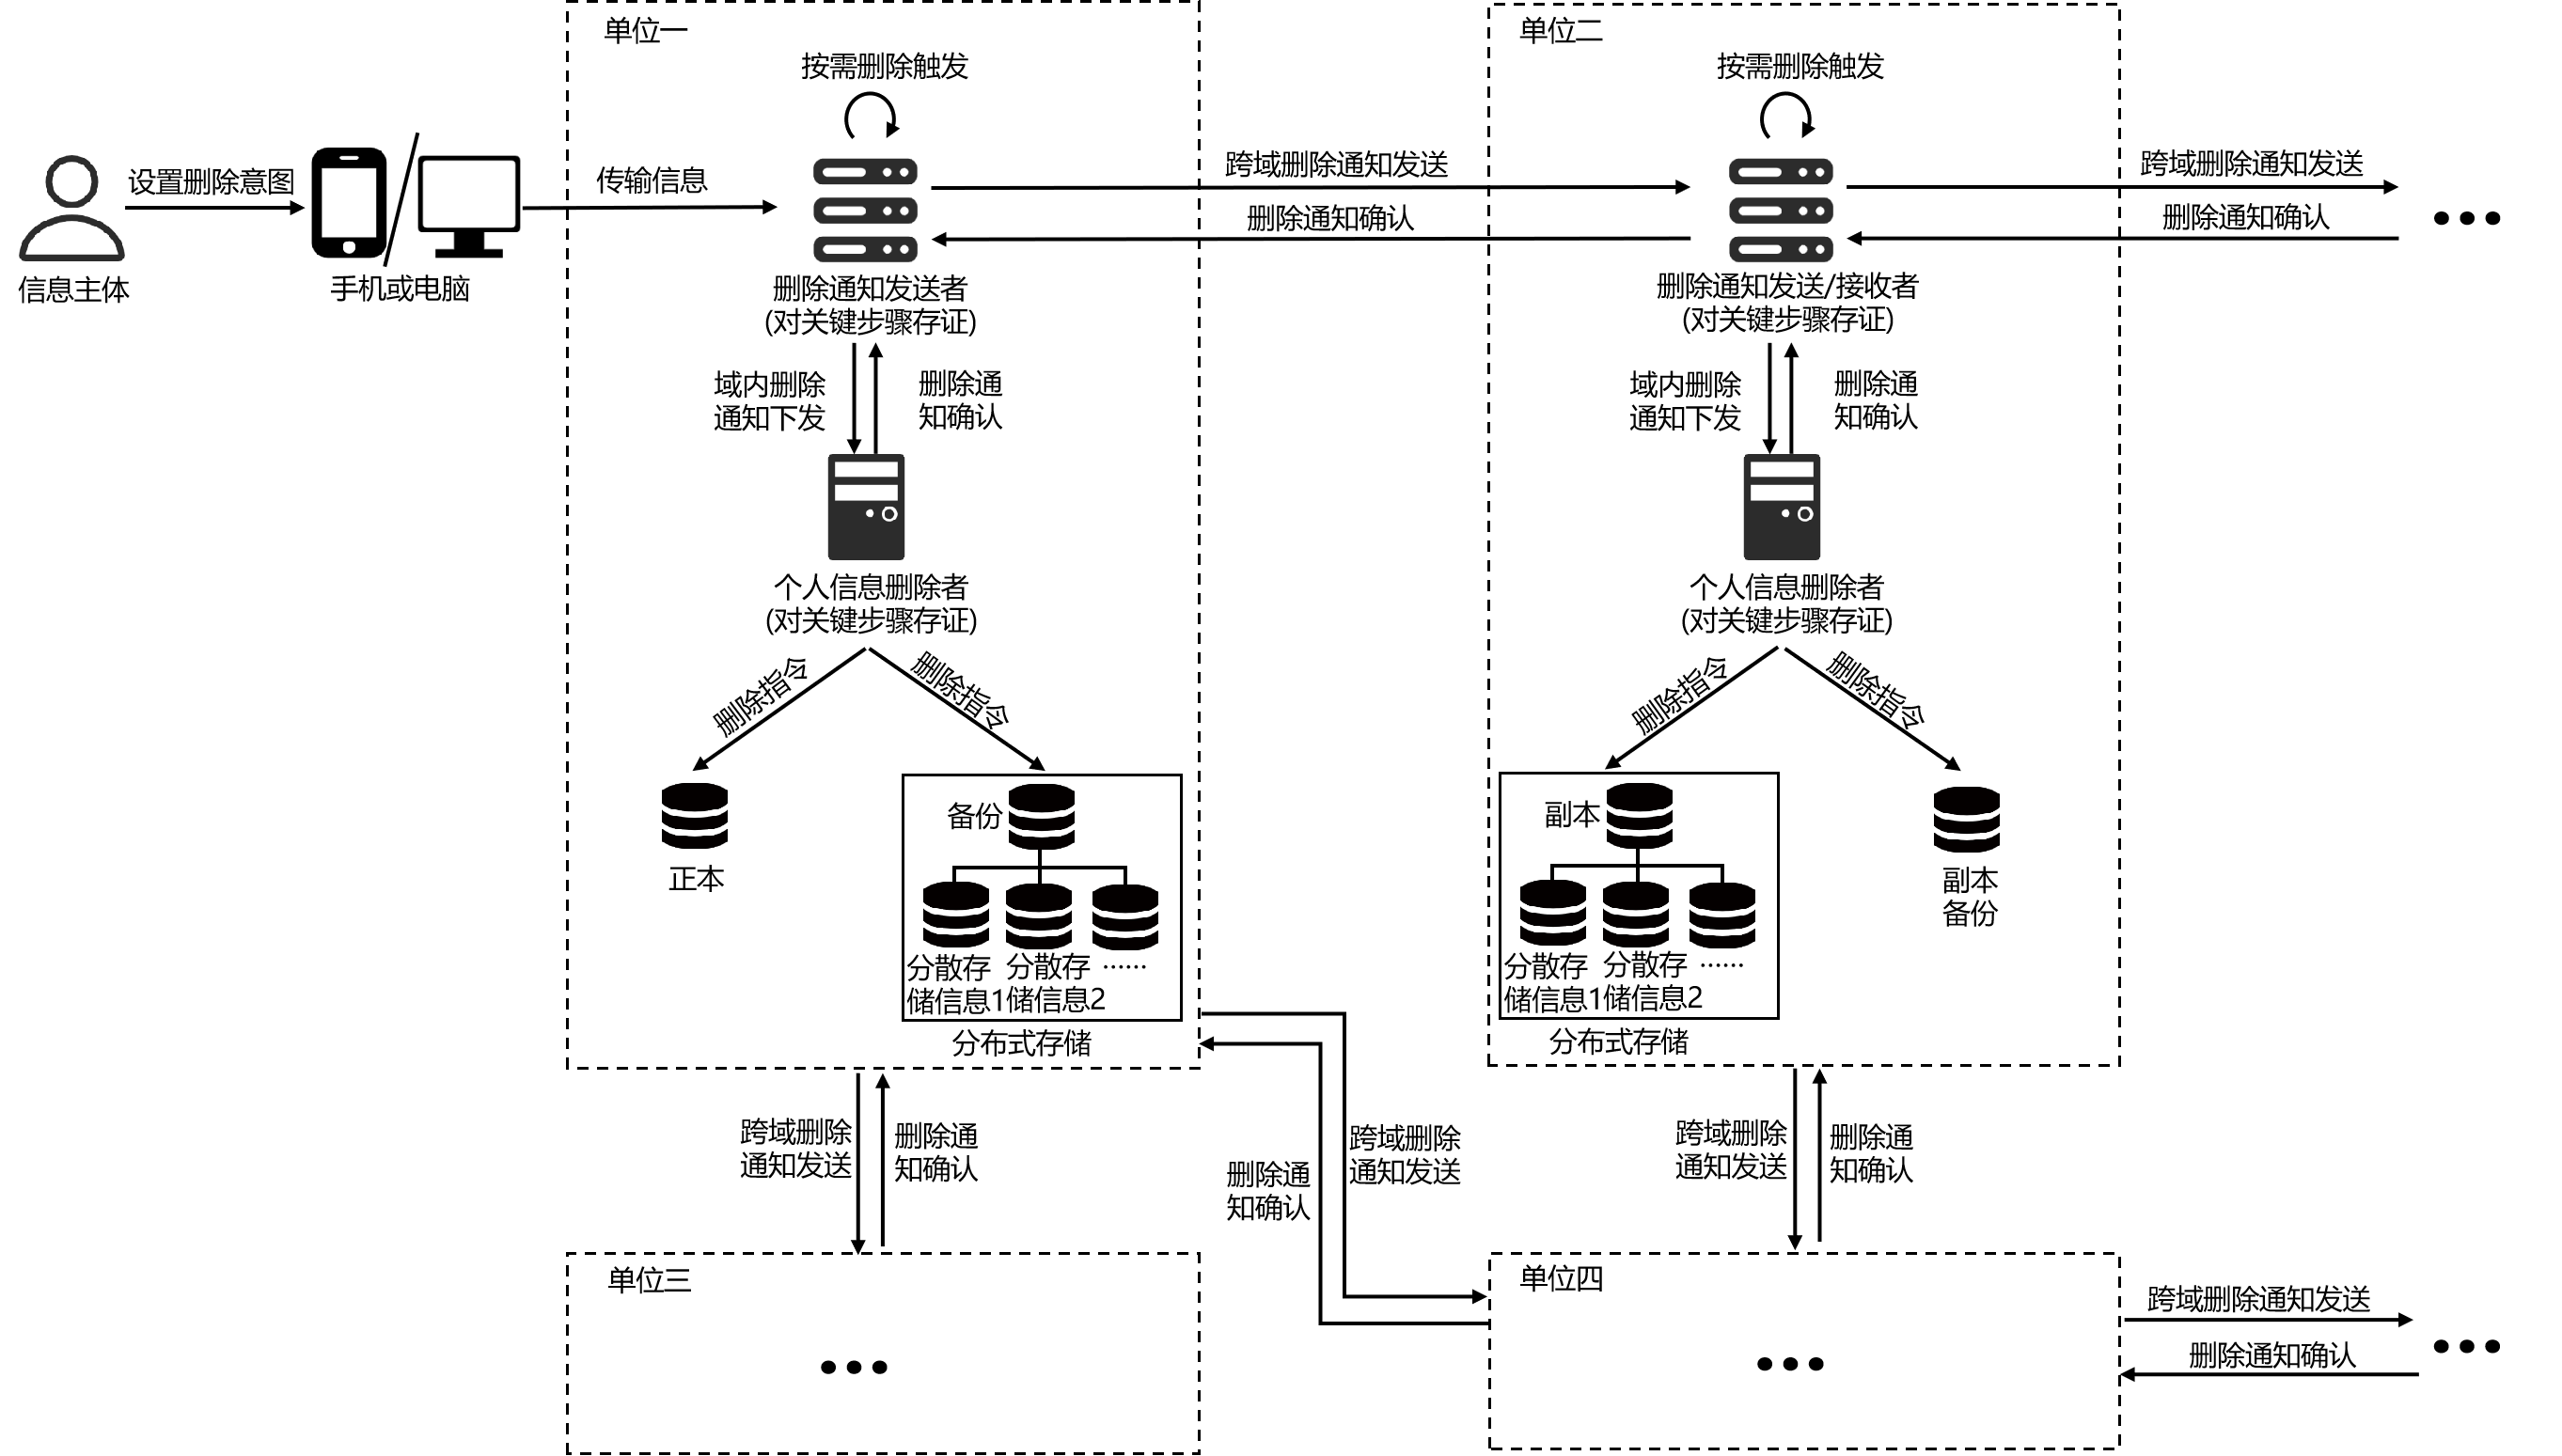 单位一
按需删除触发
设置删除意图
传输信息
信息主体
手机或电脑
删除通知发送者
(对关键步骤存证)
域内删除
通知下发
删除通
知确认
个人信息删除者
(对关键步骤存证)
删除指令
删除指令
正本
备份
分散存
储信息1
分散存
储信息2
......
分布式存储
跨域删除通知发送
删除通知确认
单位二
按需删除触发
删除通知发送/接收者
(对关键步骤存证)
域内删除
通知下发
删除通
知确认
个人信息删除者
(对关键步骤存证)
删除指令
删除指令
副本
分散存
储信息1
分散存
储信息2
......
分布式存储
副本
备份
跨域删除通知发送
删除通知确认
跨域删除
通知发送
删除通
知确认
删除通
知确认
跨域删除
通知发送
跨域删除
通知发送
删除通
知确认
单位三
单位四
跨域删除通知发送
删除通知确认